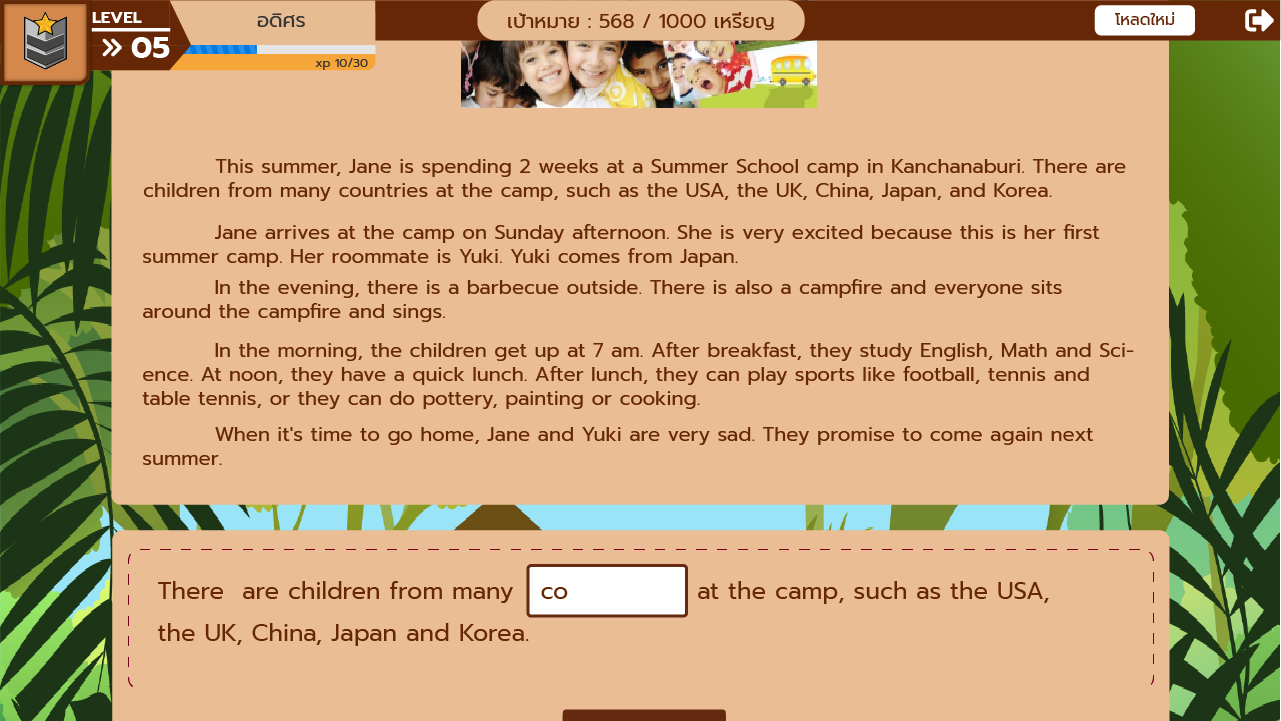 LEVEL
05
อดิศร
xp 10/30
เป้าหมาย : 568 / 1000 เหรียญ
โหลดใหม่
This summer, Jane is spending 2 weeks at a Summer School camp in Kanchanaburi. There are
children from many countries at the camp, such as the USA, the UK, China, Japan, and Korea.
Jane arrives at the camp on Sunday afternoon. She is very excited because this is her first
summer camp. Her roommate is Yuki. Yuki comes from Japan.
In the evening, there is a barbecue outside. There is also a campfire and everyone sits
around the campfire and sings.
In the morning, the children get up at 7 am. After breakfast, they study English, Math and Sci-
ence. At noon, they have a quick lunch. After lunch, they can play sports like football, tennis and
table tennis, or they can do pottery, painting or cooking.
When it's time to go home, Jane and Yuki are very sad. They promise to come again next
summer.
There are children from many co at the camp, such as the USA,
the UK, China, Japan and Korea.